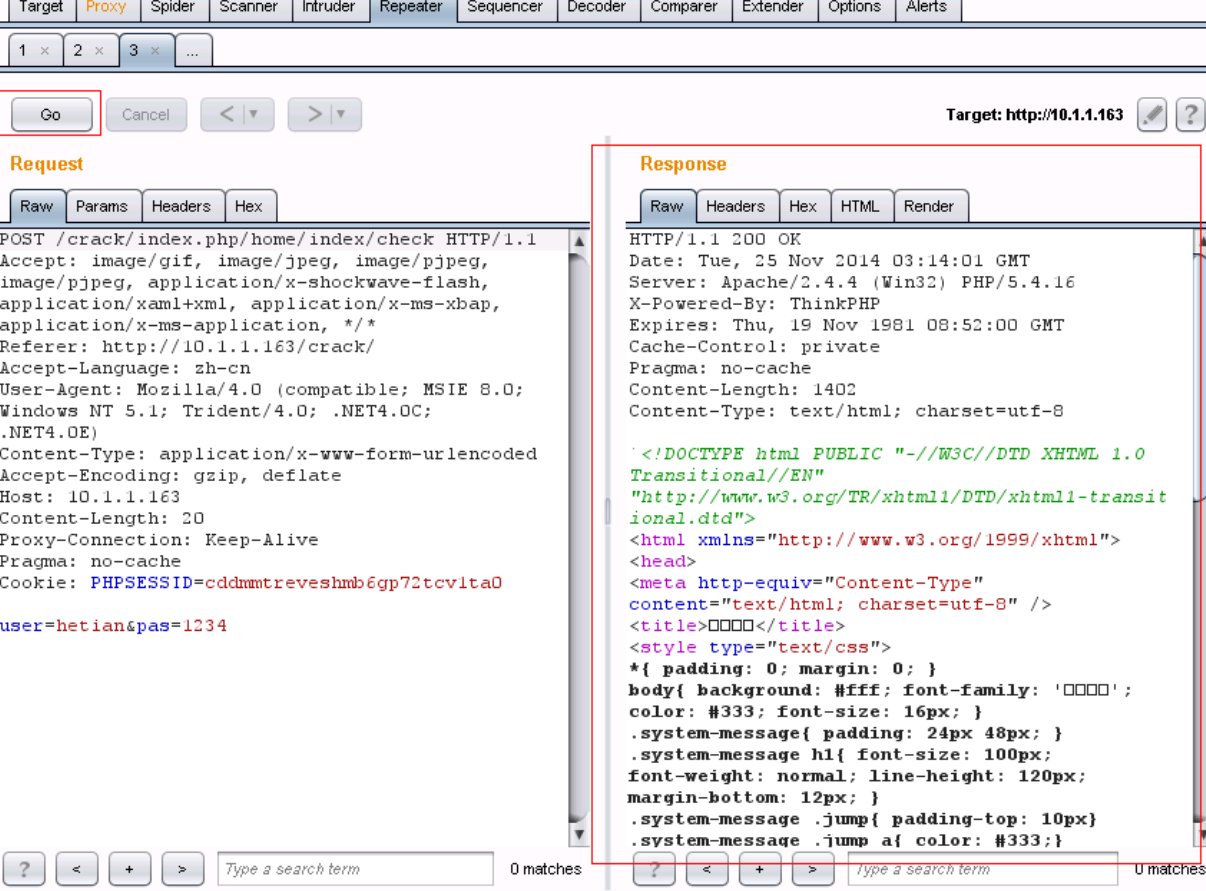 Target Proxy Spider Scanner Intruder Repeater Sequencer Decoder Comparer Extender Options Alerts
1 × 2 × 3 × ...
Go Cancel < > Target: http://10.1.1.163 ?
Request
Raw Params Headers Hex
POST /crack/index.php/home/index/check HTTP/1.1
Accept: image/gif, image/jpeg, image/pjpeg,
image/pjpeg, application/x-shockwave-flash,
application/xaml+xml, application/x-ms-xbap,
application/x-ms-application, */*
Referer: http://10.1.1.163/crack/
Accept-Language: zh-cn
User-Agent: Mozilla/4.0 (compatible; MSIE 8.0;
Windows NT 5.1; Trident/4.0; .NET4.0C;
.NET4.0E)
Content-Type: application/x-www-form-urlencoded
Accept-Encoding: gzip, deflate
Host: 10.1.1.163
Content-Length: 20
Proxy-Connection: Keep-Alive
Pragma: no-cache
Cookie: PHPSESSID=cddmmtreveshmb6gp72tcv1ta0
user=hetian&pas=1234
? < + > Type a search term 0 matches
Response
Raw Headers Hex HTML Render
HTTP/1.1 200 OK
Date: Tue, 25 Nov 2014 03:14:01 GMT
Server: Apache/2.4.4 (Win32) PHP/5.4.16
X-Powered-By: ThinkPHP
Expires: Thu, 19 Nov 1981 08:52:00 GMT
Cache-Control: private
Pragma: no-cache
Content-Length: 1402
Content-Type: text/html; charset=utf-8
<!DOCTYPE html PUBLIC "-//W3C//DTD XHTML 1.0
Transitional//EN"
"http://www.w3.org/TR/xhtml1/DTD/xhtml1-transit
ional.dtd">
<html xmlns="http://www.w3.org/1999/xhtml">
<head>
<meta http-equiv="Content-Type"
content="text/html; charset=utf-8" />
<title>□□□□</title>
<style type="text/css">
*{ padding: 0; margin: 0; }
body{ background: #fff; font-family: '□□□□';
color: #333; font-size: 16px; }
.system-message{ padding: 24px 48px; }
.system-message h1{ font-size: 100px;
font-weight: normal; line-height: 120px;
margin-bottom: 12px; }
.system-message .jump{ padding-top: 10px}
.system-message .jump a{ color: #333;}
? < + > Type a search term 0 matches